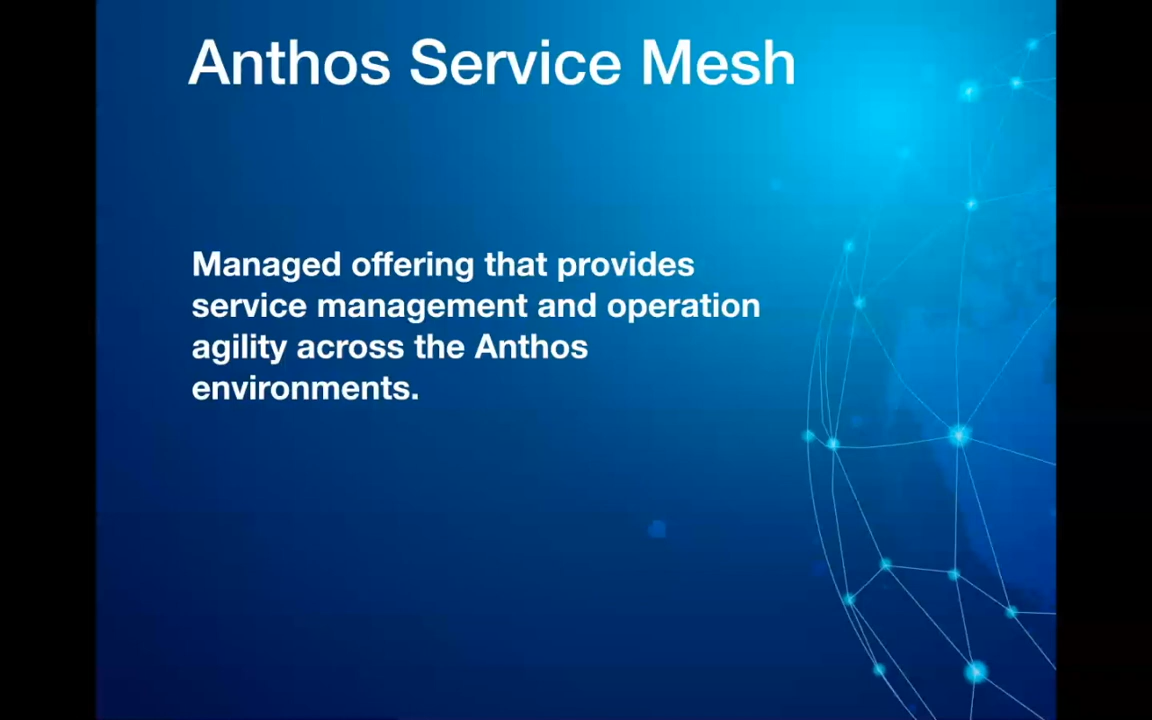 Anthos Service Mesh
Managed offering that provides
service management and operation
agility across the Anthos
environments.